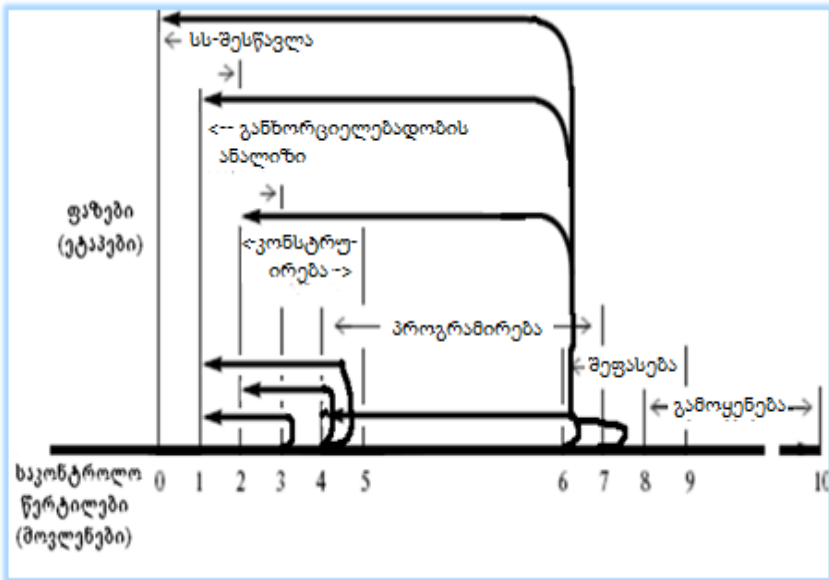 <- სს-შესწავლა
->
<-- განხორციელებადობის
ანალიზი
->
ფაზები
(ეტაპები)
<-კონსტრუ-
ირება ->
<- პროგრამირება ->
<- შეფასება
<- გამოყენება ->
საკონტროლო
წერტილები
(მოვლენები)
0 1 2 3 4 5 6 7 8 9 10